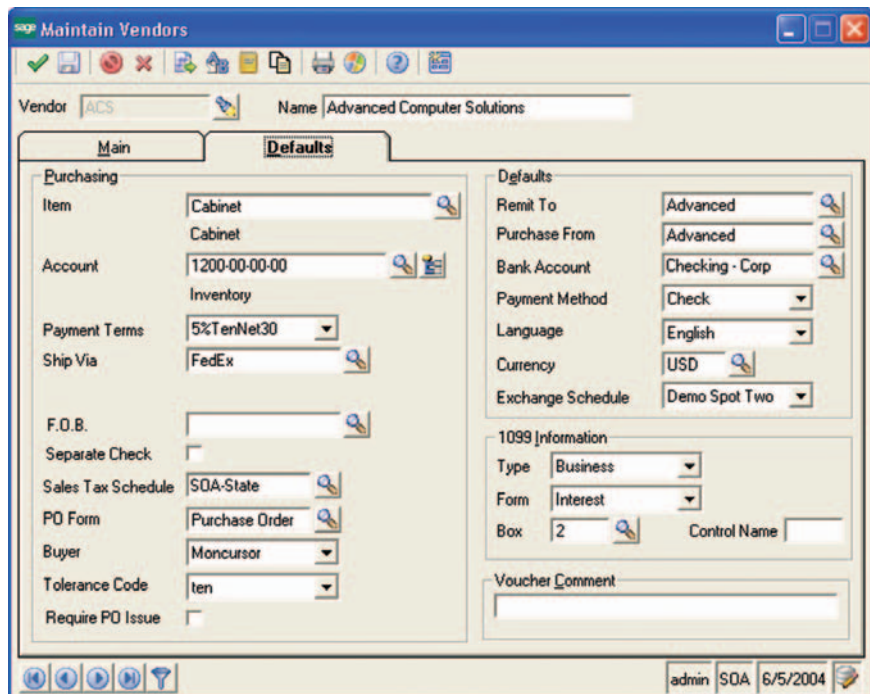 sage Maintain Vendors
Vendor ACS Name Advanced Computer Solutions
Main Defaults
Purchasing
Item Cabinet
Cabinet
Account 1200-00-00-00
Inventory
Payment Terms 5%TenNet30
Ship Via FedEx
F.O.B.
Separate Check
Sales Tax Schedule SOA-State
PO Form Purchase Order
Buyer Moncursor
Tolerance Code ten
Require PO Issue
Defaults
Remit To Advanced
Purchase From Advanced
Bank Account Checking - Corp
Payment Method Check
Language English
Currency USD
Exchange Schedule Demo Spot Two
1099 Information
Type Business
Form Interest
Box 2 Control Name
Voucher Comment
admin SOA 6/5/2004